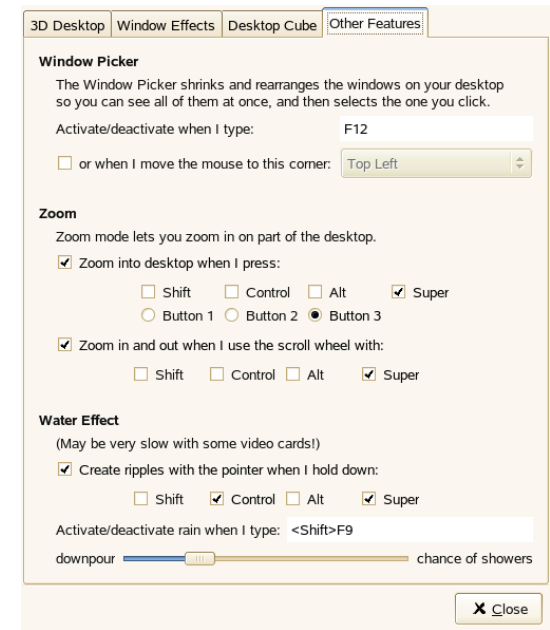 3D Desktop Window Effects Desktop Cube Other Features
Window Picker
The Window Picker shrinks and rearranges the windows on your desktop
so you can see all of them at once, and then selects the one you click.
Activate/deactivate when I type: F12
or when I move the mouse to this corner: Top Left
Zoom
Zoom mode lets you zoom in on part of the desktop.
Zoom into desktop when I press:
Shift Control Alt Super
Button 1 Button 2 Button 3
Zoom in and out when I use the scroll wheel with:
Shift Control Alt Super
Water Effect
(May be very slow with some video cards!)
Create ripples with the pointer when I hold down:
Shift Control Alt Super
Activate/deactivate rain when I type: <Shift>F9
downpour chance of showers
Close